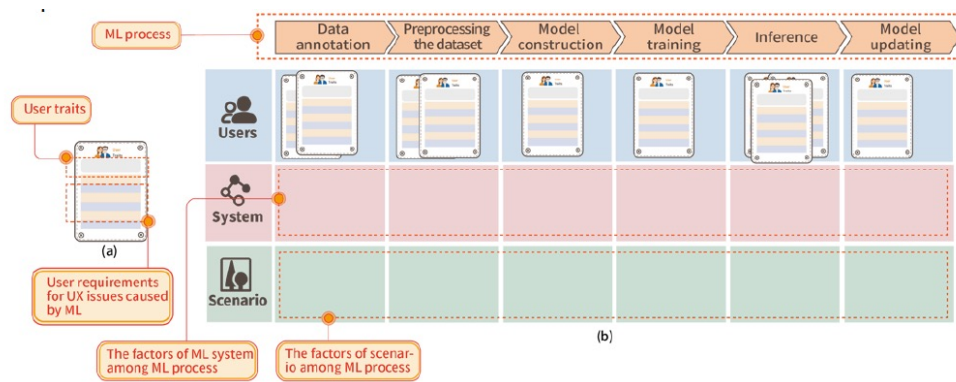 ML process
Data
annotation
Preprocessing
the dataset
Model
construction
Model
training
Inference
Model
updating
User traits
Users
System
(a)
Scenario
User requirements
for UX issues caused
by ML
(b)
The factors of ML system
among ML process
The factors of scenar-
io among ML process